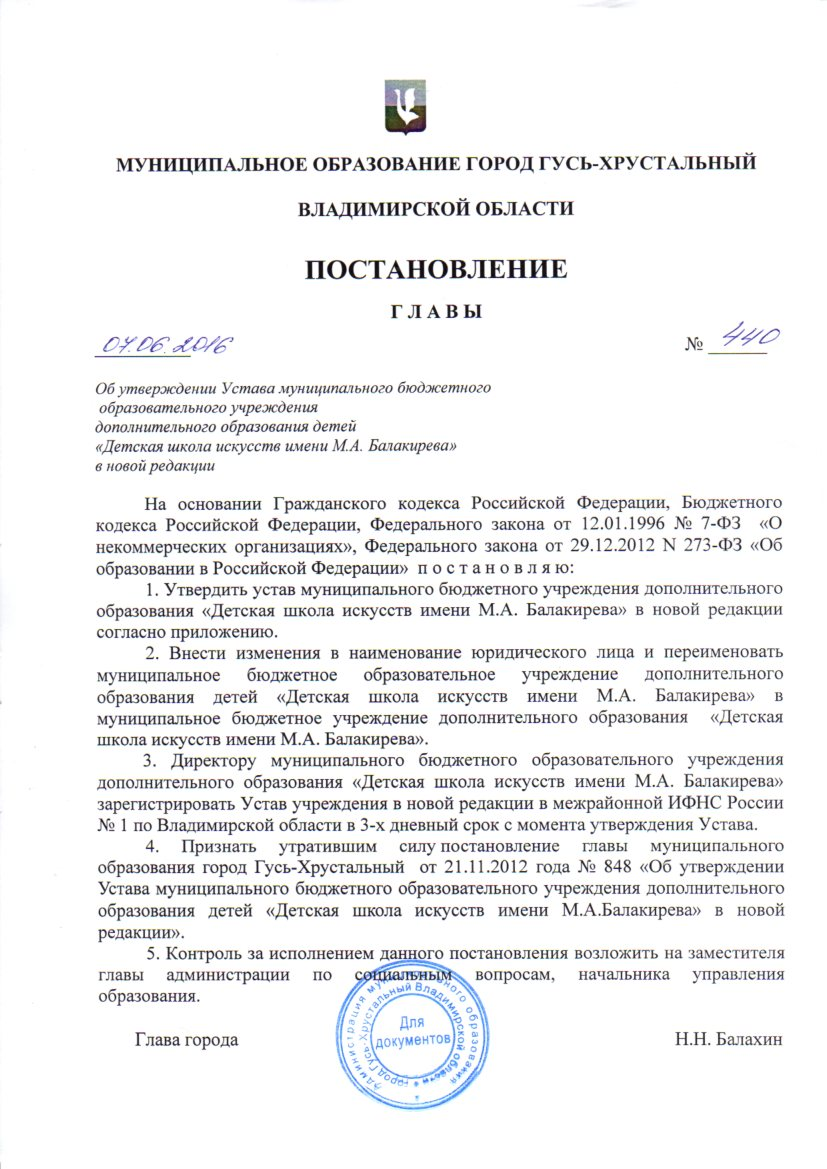 МУНИЦИПАЛЬНОЕ ОБРАЗОВАНИЕ ГОРОД ГУСЬ-ХРУСТАЛЬНЫЙ
ВЛАДИМИРСКОЙ ОБЛАСТИ
ПОСТАНОВЛЕНИЕ
Г Л А В Ы
07.06.2016 № 440
Об утверждении Устава муниципального бюджетного
образовательного учреждения
дополнительного образования детей
«Детская школа искусств имени М.А. Балакирева»
в новой редакции
На основании Гражданского кодекса Российской Федерации, Бюджетного
кодекса Российской Федерации, Федерального закона от 12.01.1996 № 7-ФЗ «О
некоммерческих организациях», Федерального закона от 29.12.2012 N 273-ФЗ «Об
образовании в Российской Федерации» п о с т а н о в л я ю:
1. Утвердить устав муниципального бюджетного учреждения дополнительного
образования «Детская школа искусств имени М.А. Балакирева» в новой редакции
согласно приложению.
2. Внести изменения в наименование юридического лица и переименовать
муниципальное бюджетное образовательное учреждение дополнительного
образования детей «Детская школа искусств имени М.А. Балакирева» в
муниципальное бюджетное учреждение дополнительного образования «Детская
школа искусств имени М.А. Балакирева».
3. Директору муниципального бюджетного образовательного учреждения
дополнительного образования «Детская школа искусств имени М.А. Балакирева»
зарегистрировать Устав учреждения в новой редакции в межрайонной ИФНС России
№ 1 по Владимирской области в 3-х дневный срок с момента утверждения Устава.
4. Признать утратившим силу постановление главы муниципального
образования город Гусь-Хрустальный от 21.11.2012 года № 848 «Об утверждении
Устава муниципального бюджетного образовательного учреждения дополнительного
образования детей «Детская школа искусств имени М.А.Балакирева» в новой
редакции».
5. Контроль за исполнением данного постановления возложить на заместителя
главы администрации по социальным вопросам, начальника управления
образования.
Глава города Н.Н. Балахин
Администрация муниципального образования
город Гусь-Хрустальный Владимирской области
Для
документов